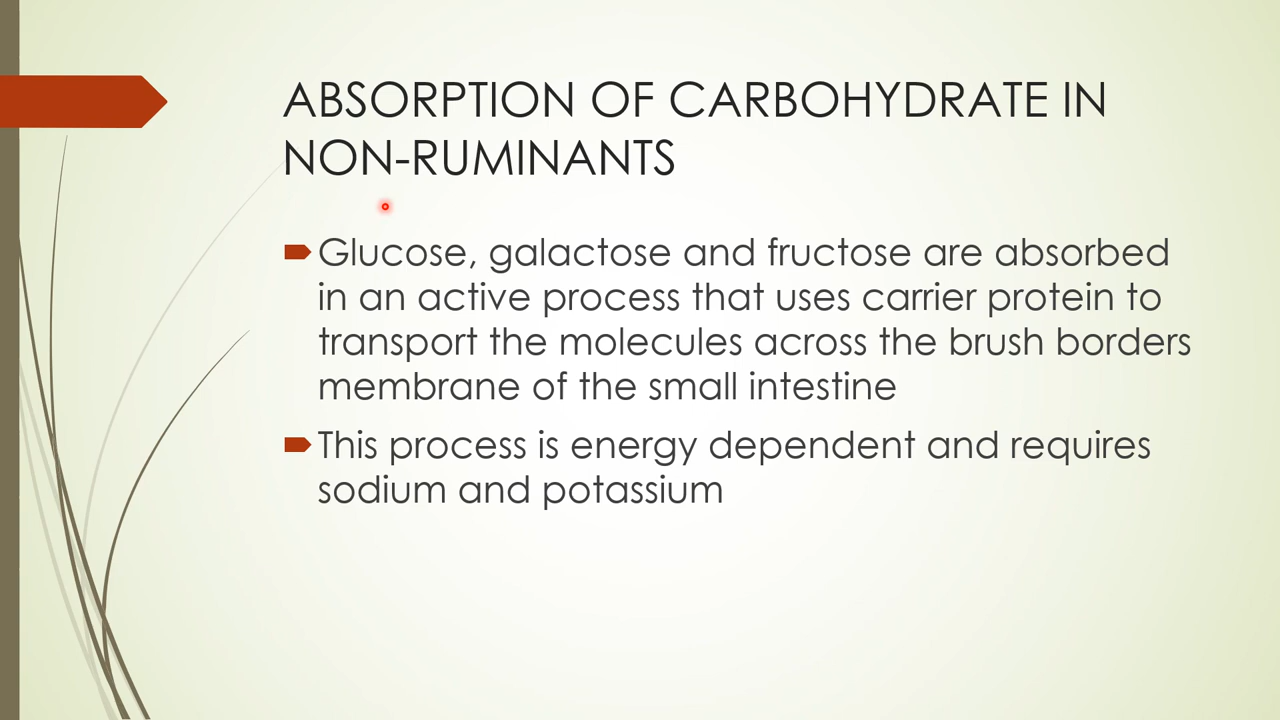 ABSORPTION OF CARBOHYDRATE IN
NON-RUMINANTS
Glucose, galactose and fructose are absorbed
in an active process that uses carrier protein to
transport the molecules across the brush borders
membrane of the small intestine
This process is energy dependent and requires
sodium and potassium